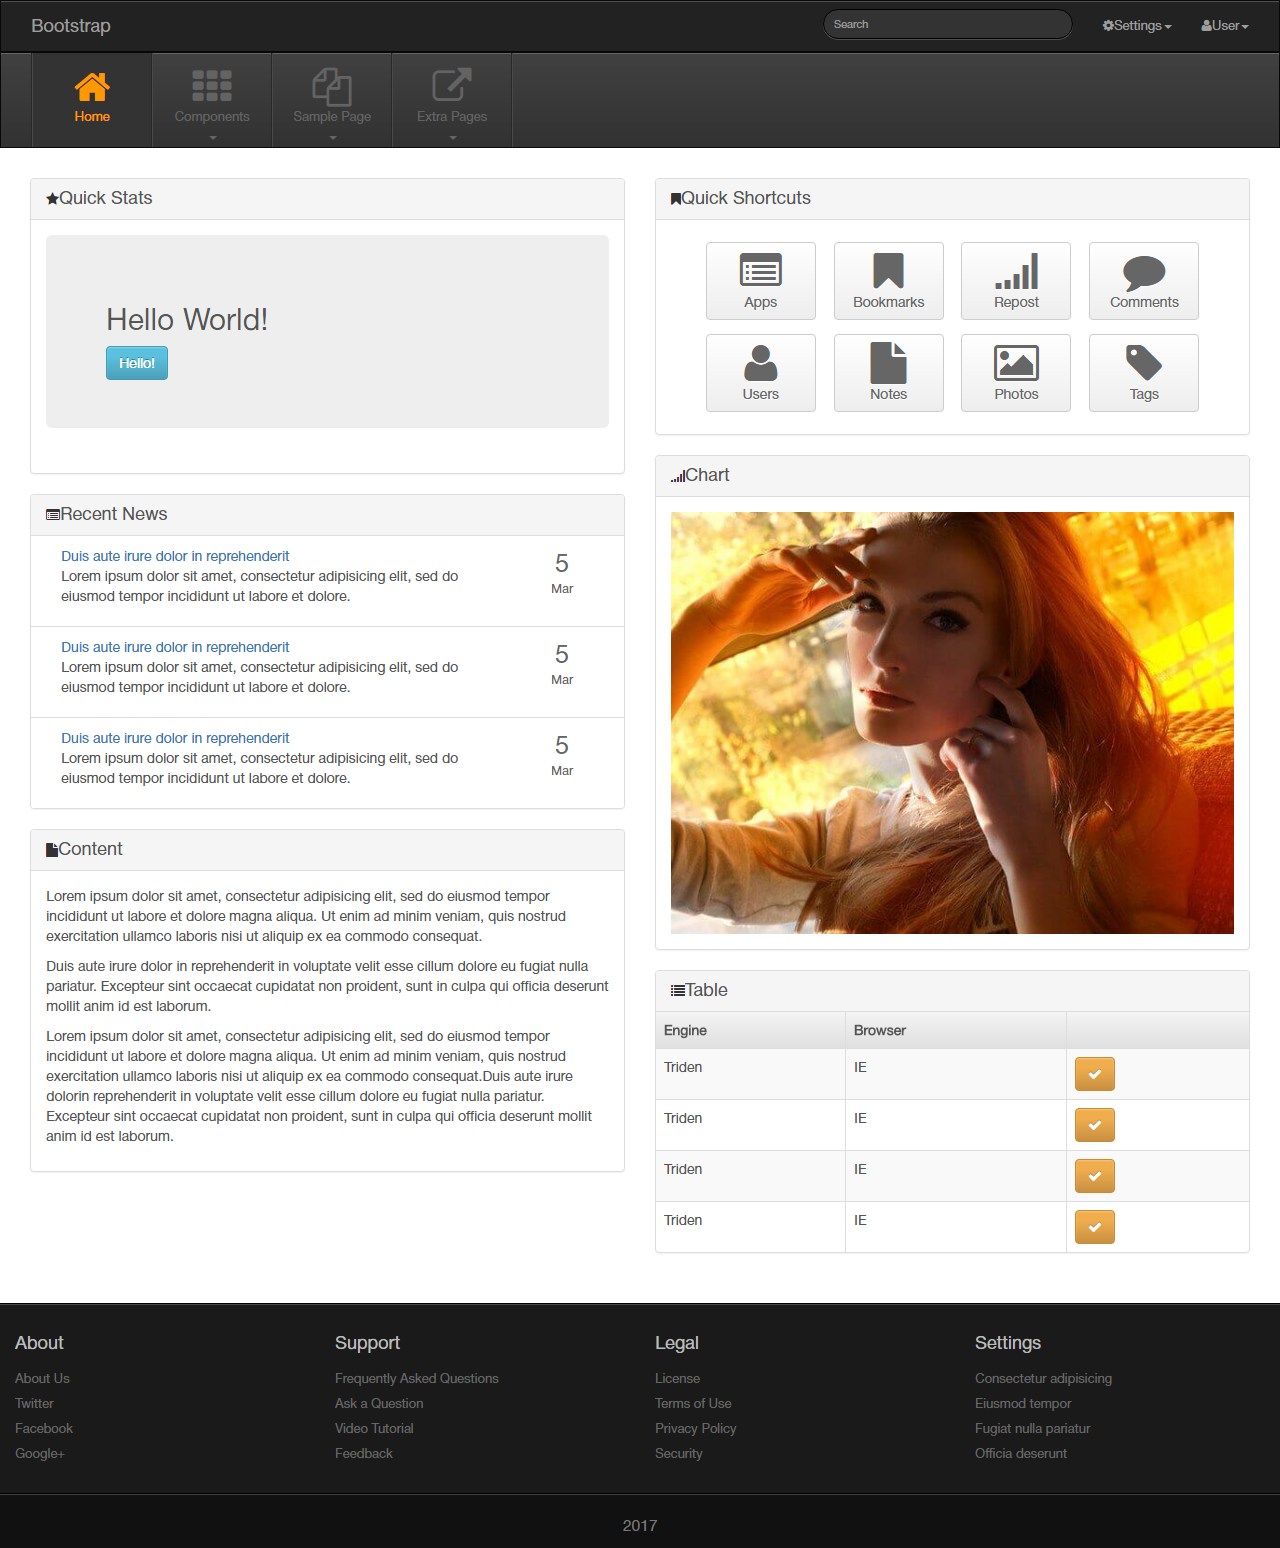 Bootstrap
Search
Settings
User
Home
Components
Sample Page
Extra Pages
Quick Stats
Hello World!
Hello!
Recent News
Duis aute irure dolor in reprehenderit
Lorem ipsum dolor sit amet, consectetur adipisicing elit, sed do
eiusmod tempor incididunt ut labore et dolore.
5
Mar
Duis aute irure dolor in reprehenderit
Lorem ipsum dolor sit amet, consectetur adipisicing elit, sed do
eiusmod tempor incididunt ut labore et dolore.
5
Mar
Duis aute irure dolor in reprehenderit
Lorem ipsum dolor sit amet, consectetur adipisicing elit, sed do
eiusmod tempor incididunt ut labore et dolore.
5
Mar
Content
Lorem ipsum dolor sit amet, consectetur adipisicing elit, sed do eiusmod tempor
incididunt ut labore et dolore magna aliqua. Ut enim ad minim veniam, quis nostrud
exercitation ullamco laboris nisi ut aliquip ex ea commodo consequat.
Duis aute irure dolor in reprehenderit in voluptate velit esse cillum dolore eu fugiat nulla
pariatur. Excepteur sint occaecat cupidatat non proident, sunt in culpa qui officia deserunt
mollit anim id est laborum.
Lorem ipsum dolor sit amet, consectetur adipisicing elit, sed do eiusmod tempor
incididunt ut labore et dolore magna aliqua. Ut enim ad minim veniam, quis nostrud
exercitation ullamco laboris nisi ut aliquip ex ea commodo consequat.Duis aute irure
dolorin reprehenderit in voluptate velit esse cillum dolore eu fugiat nulla pariatur.
Excepteur sint occaecat cupidatat non proident, sunt in culpa qui officia deserunt mollit
anim id est laborum.
Quick Shortcuts
Apps
Bookmarks
Repost
Comments
Users
Notes
Photos
Tags
Chart
Table
Engine Browser
Triden IE
Triden IE
Triden IE
Triden IE
About
About Us
Twitter
Facebook
Google+
Support
Frequently Asked Questions
Ask a Question
Video Tutorial
Feedback
Legal
License
Terms of Use
Privacy Policy
Security
Settings
Consectetur adipisicing
Eiusmod tempor
Fugiat nulla pariatur
Officia deserunt
2017